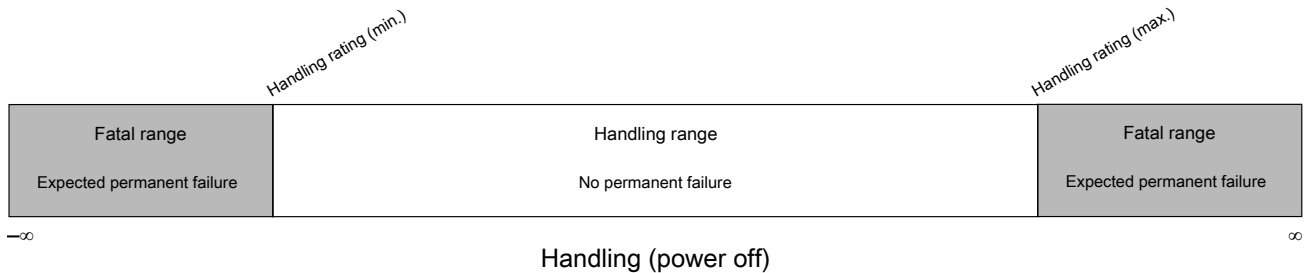 Handling rating (min.)
Handling rating (max.)
Fatal range
Expected permanent failure
Handling range
No permanent failure
Fatal range
Expected permanent failure
–∞
∞
Handling (power off)